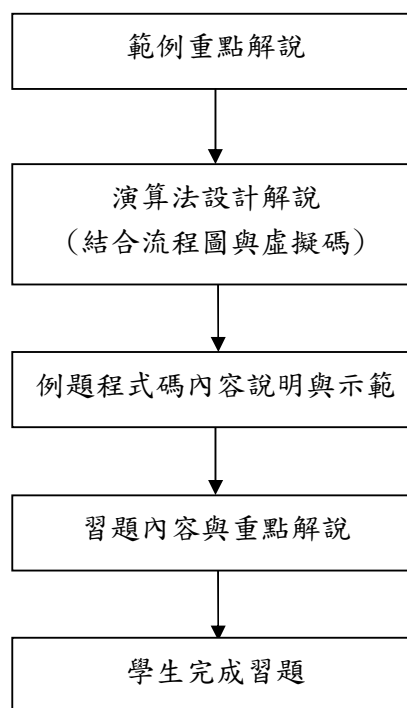 範例重點解說
演算法設計解說
(結合流程圖與虛擬碼)
例題程式碼內容說明與示範
習題內容與重點解說
學生完成習題